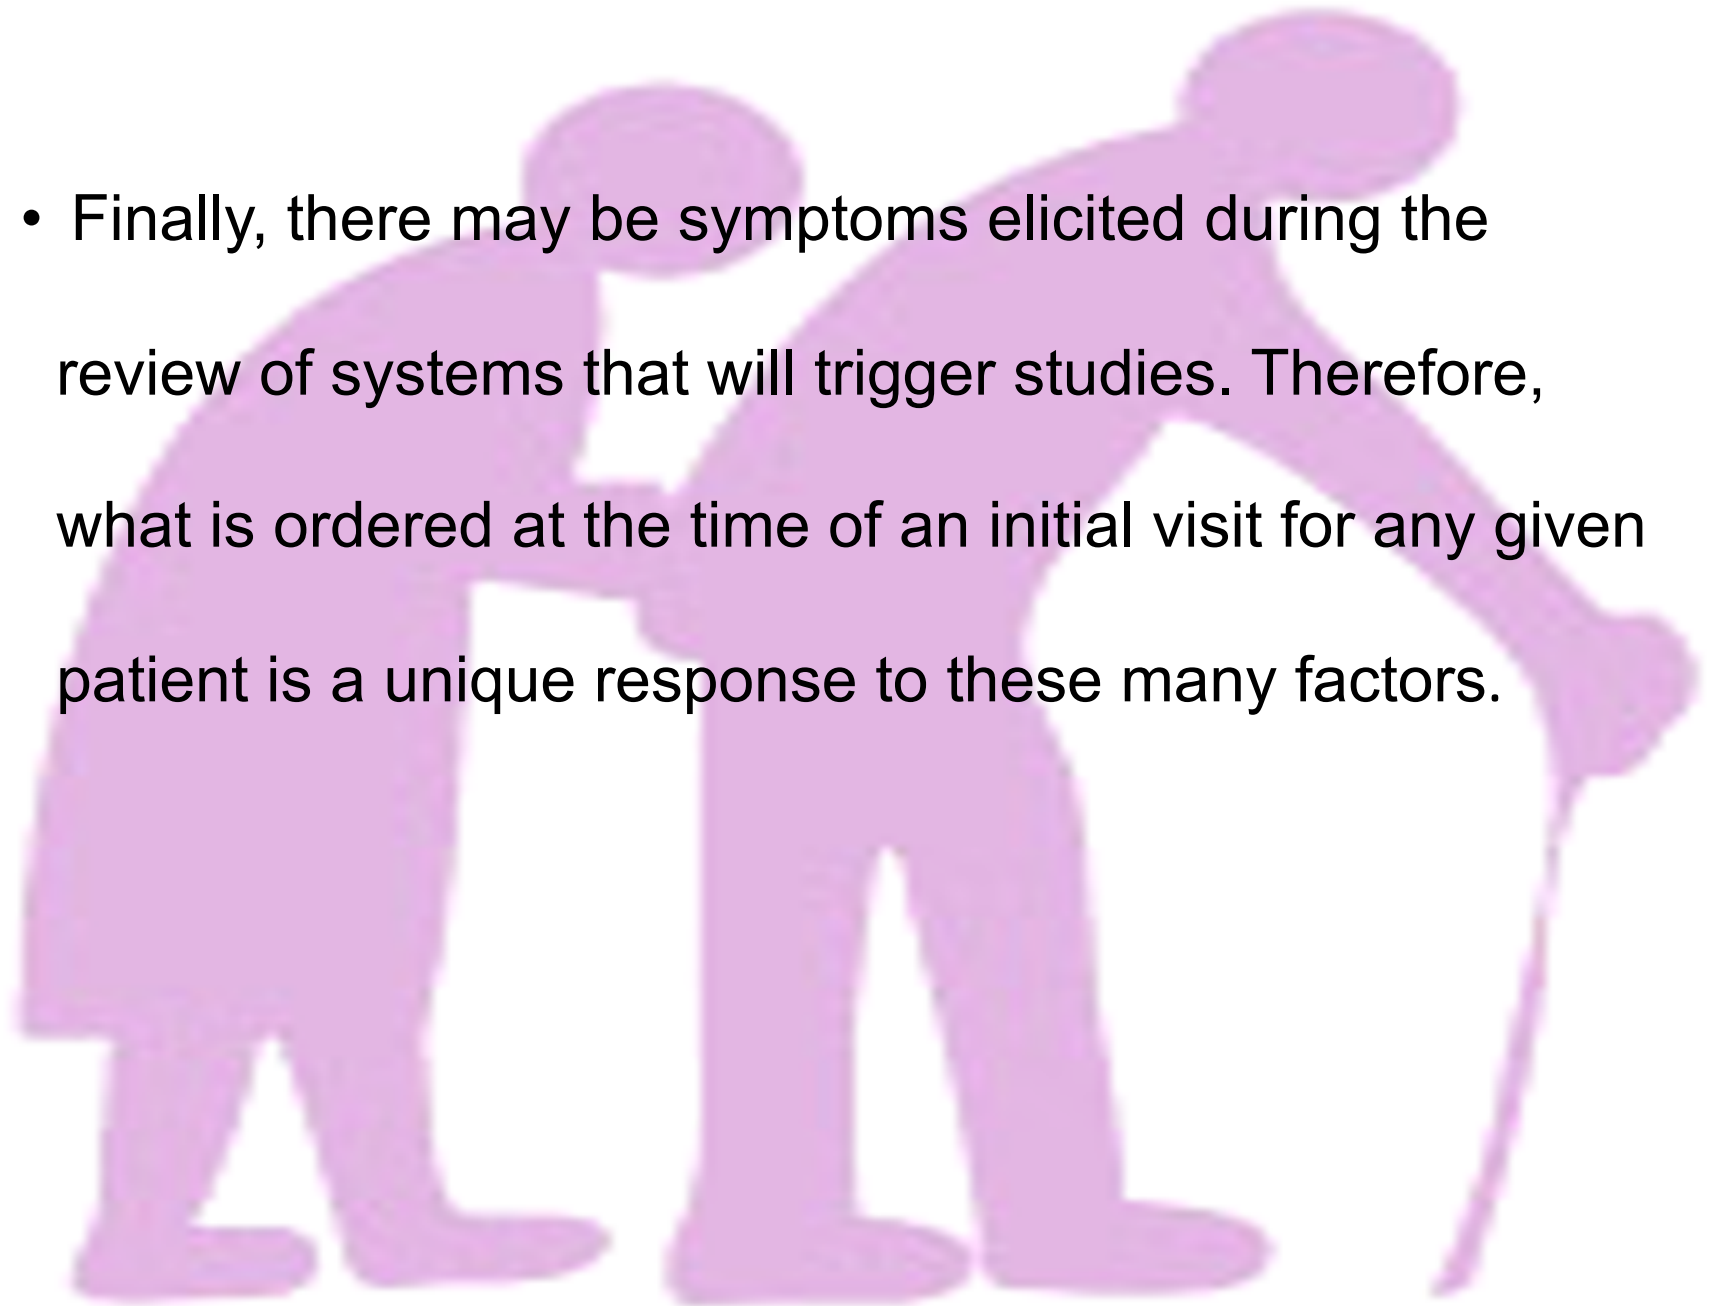 • Finally, there may be symptoms elicited during the
review of systems that will trigger studies. Therefore,
what is ordered at the time of an initial visit for any given
patient is a unique response to these many factors.